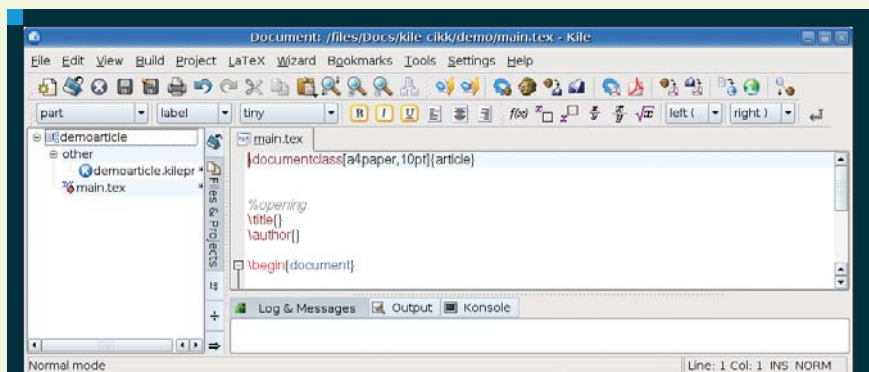 Document: /files/Docs/kile cikk/demo/main.tex - Kile
File Edit View Build Project LaTeX Wizard Bookmarks Tools Settings Help
part label tiny B I U f(x) left ( right )
demoarticle
other
demoarticle.kilepr *
main.tex *
Files & Projects
main.tex
\documentclass[a4paper,10pt]{article}
%opening
\title{}
\author{}
\begin{document}
Log & Messages Output Konsole
Normal mode Line: 1 Col: 1 INS NORM